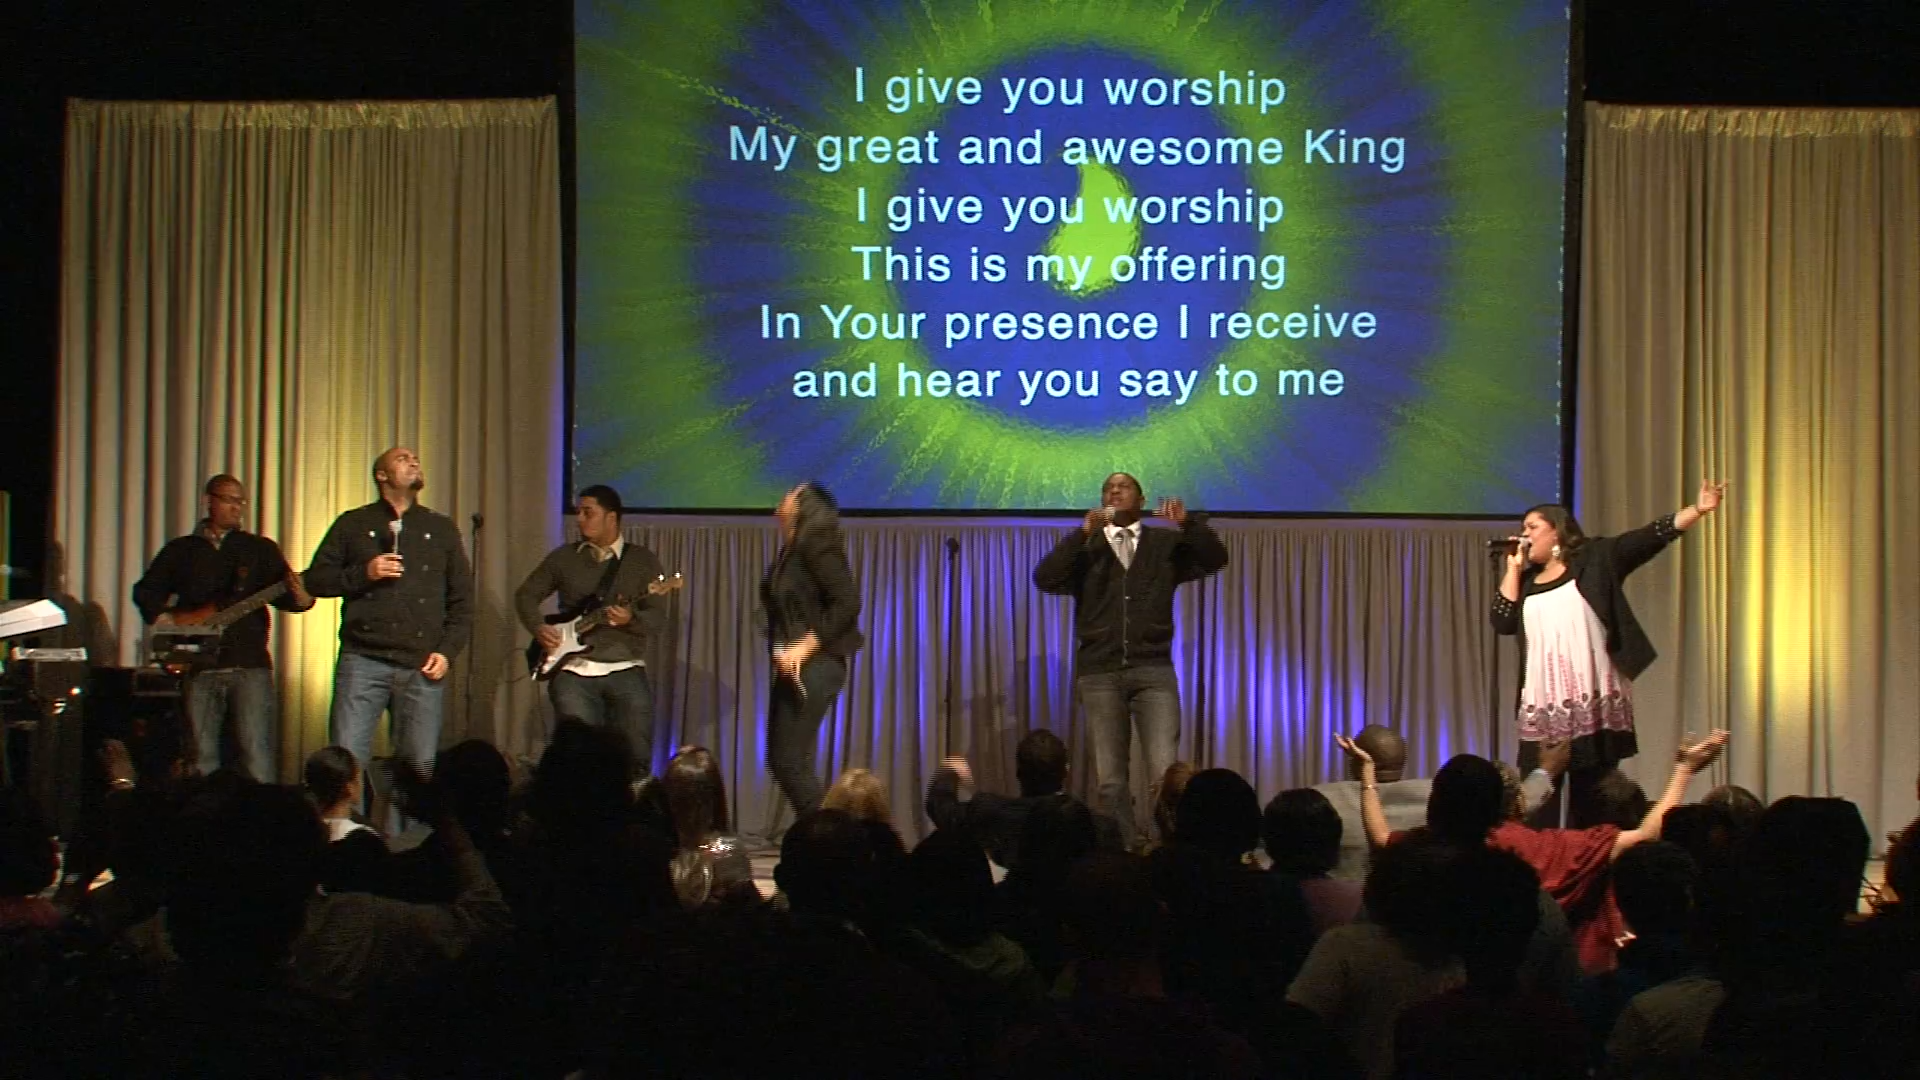 I give you worship
My great and awesome King
I give you worship
This is my offering
In Your presence I receive
and hear you say to me